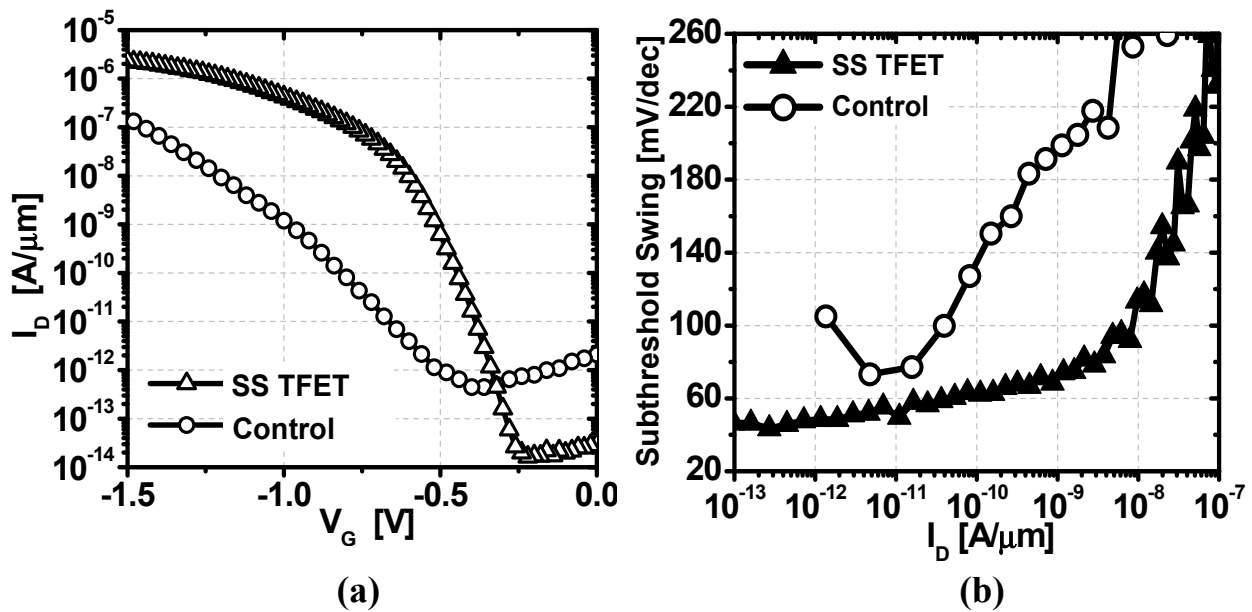 10⁻⁵
10⁻⁶
10⁻⁷
10⁻⁸
10⁻⁹
10⁻¹⁰
10⁻¹¹
10⁻¹²
10⁻¹³
10⁻¹⁴
I_D [A/μm]
SS TFET
Control
-1.5 -1.0 -0.5 0.0
V_G [V]
(a)
260
220
180
140
100
60
20
Subthreshold Swing [mV/dec]
SS TFET
Control
10⁻¹³ 10⁻¹² 10⁻¹¹ 10⁻¹⁰ 10⁻⁹ 10⁻⁸ 10⁻⁷
I_D [A/μm]
(b)